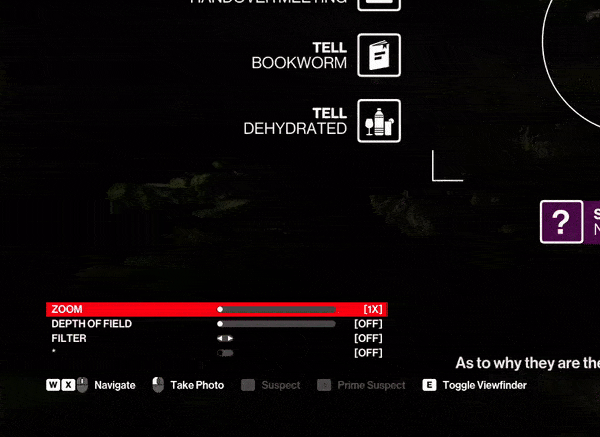 HANDOVER MEETING
TELL
BOOKWORM
TELL
DEHYDRATED
?
ZOOM [1X]
DEPTH OF FIELD [OFF]
FILTER [OFF]
* [OFF]
As to why they are the
W X Navigate Take Photo Suspect Prime Suspect E Toggle Viewfinder